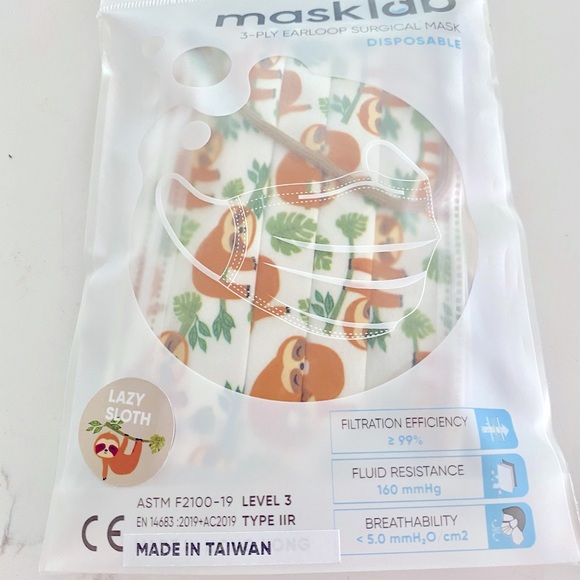 masklab
3-PLY EARLOOP SURGICAL MASK
DISPOSABLE
LAZY
SLOTH
FILTRATION EFFICIENCY
≥ 99%
FLUID RESISTANCE
160 mmHg
BREATHABILITY
< 5.0 mmH₂O / cm2
ASTM F2100-19 LEVEL 3
EN 14683 :2019+AC2019 TYPE IIR
CE
MADE IN TAIWAN